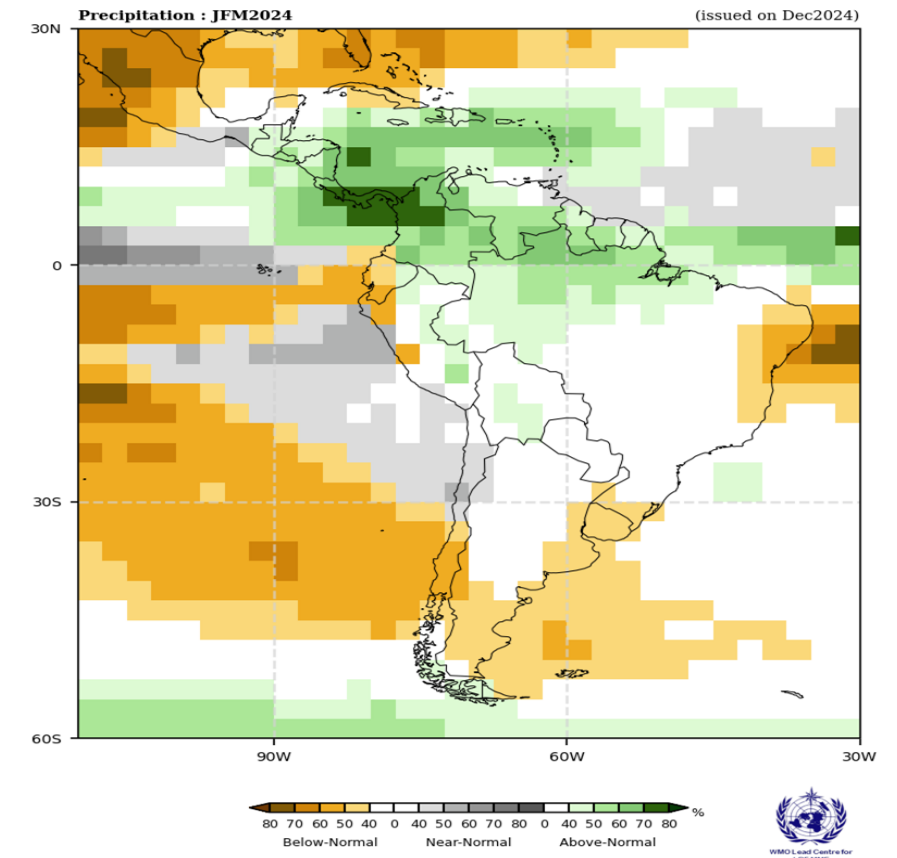 Precipitation : JFM2024
(issued on Dec2024)
30N
0
30S
60S
90W
60W
30W
80 70 60 50 40 0 40 50 60 70 80 0 40 50 60 70 80 %
Below-Normal Near-Normal Above-Normal
WMO Lead Centre for